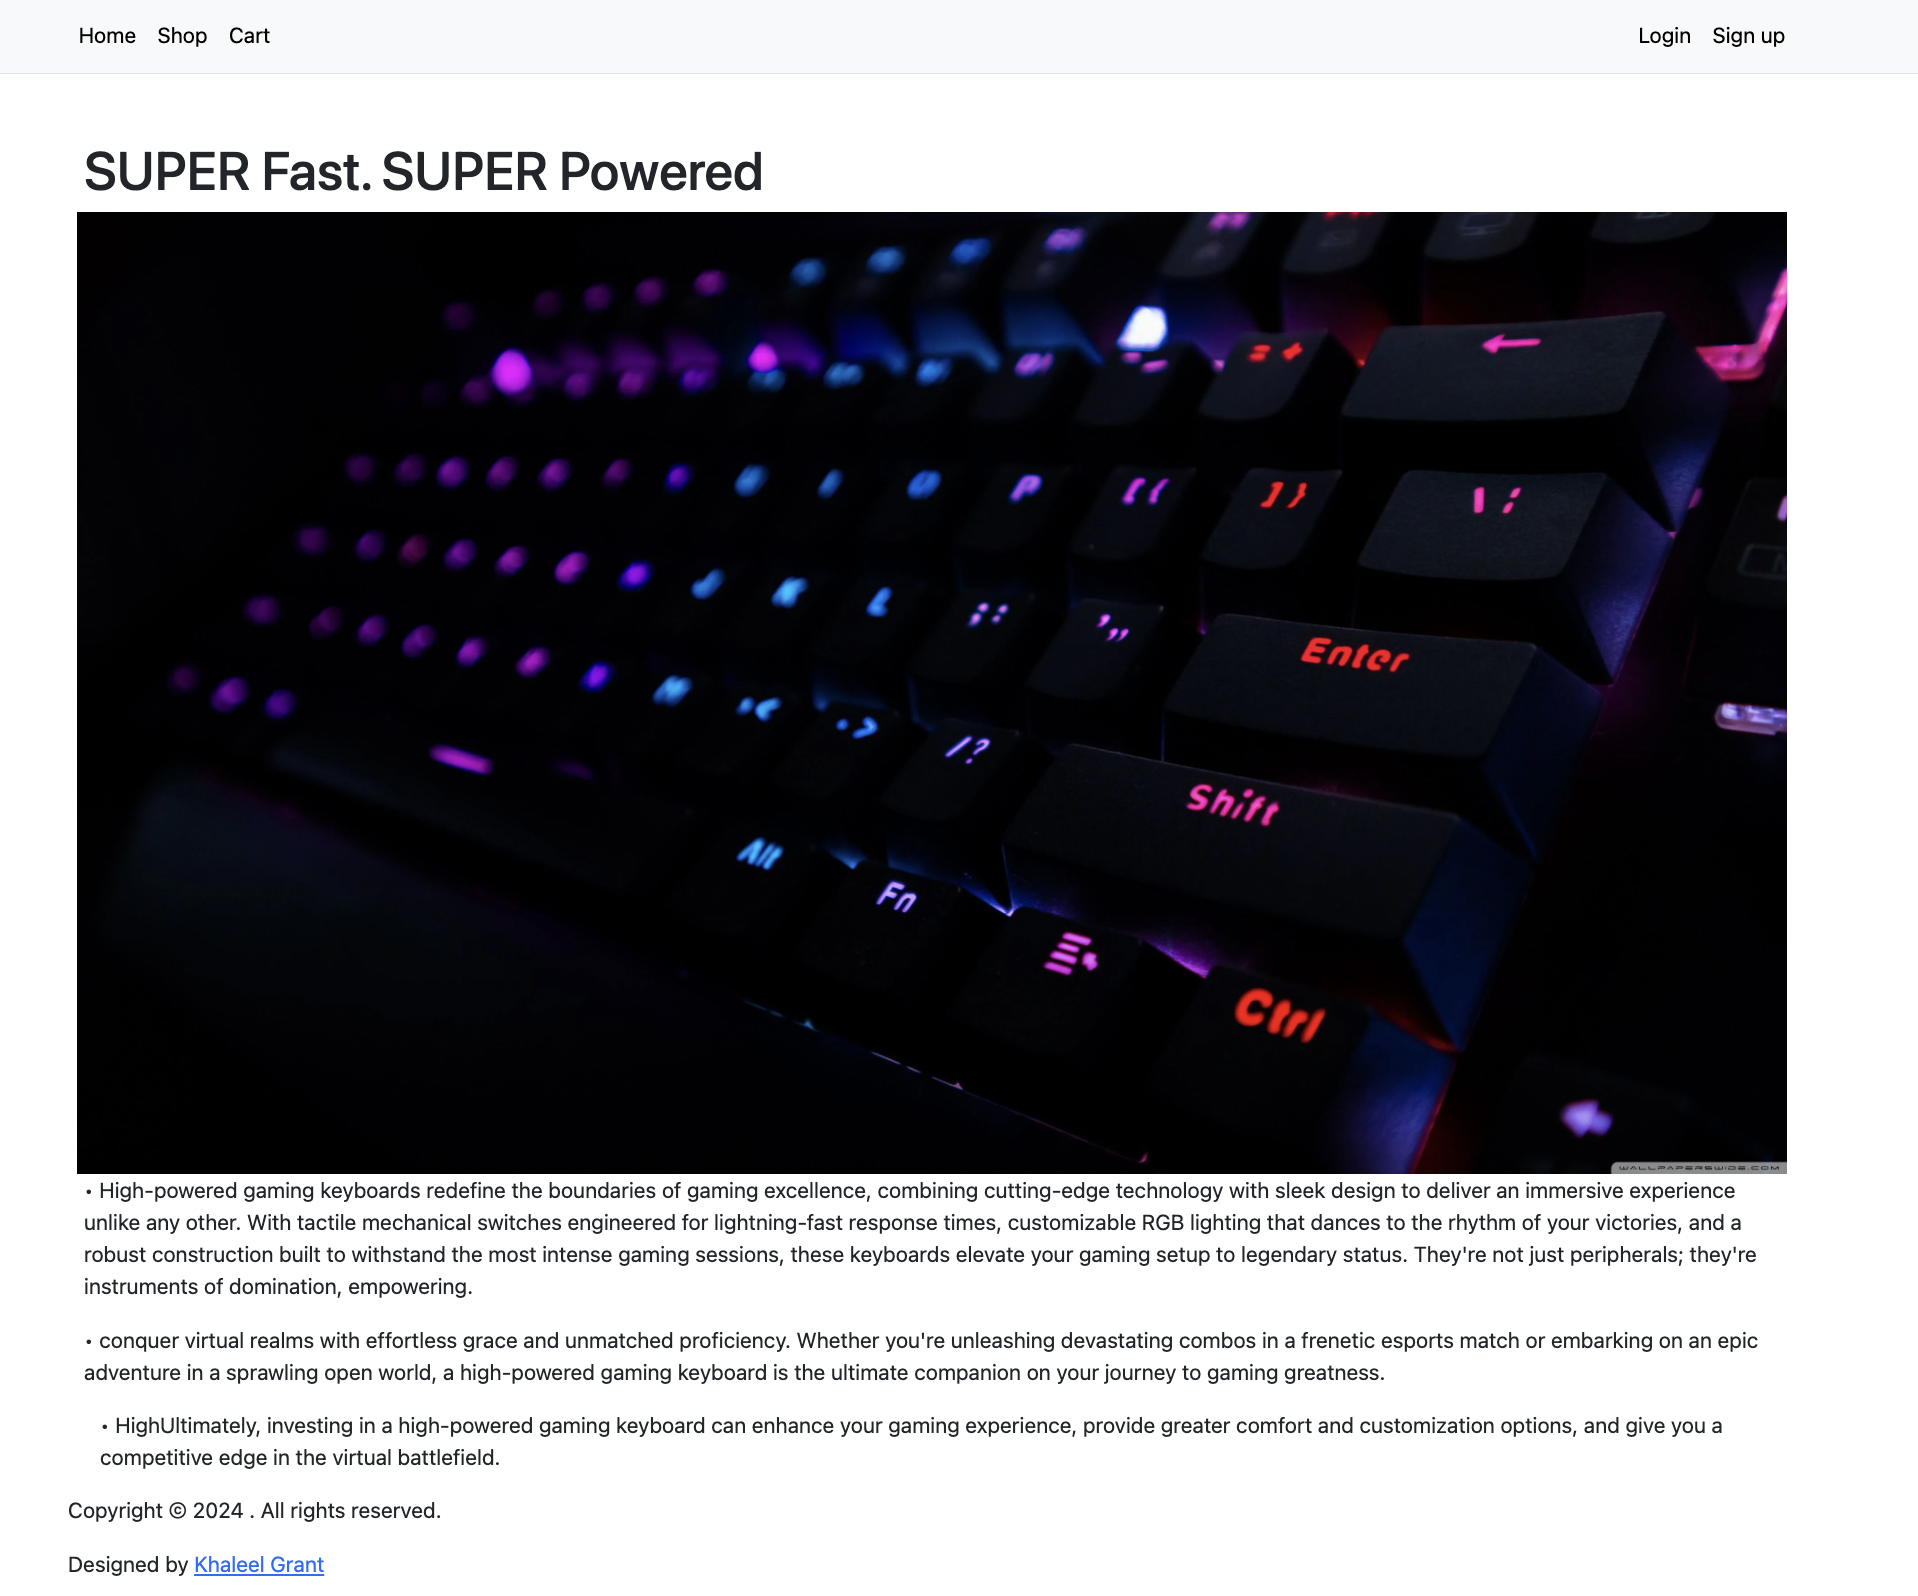 Home Shop Cart Login Sign up
SUPER Fast. SUPER Powered
= +
←
U I O P [ { ] } \ ¦
J K L ; : ' "
Enter
M , < . > / ?
Shift
Alt Fn Ctrl
WALLPAPERSWIDE.COM
• High-powered gaming keyboards redefine the boundaries of gaming excellence, combining cutting-edge technology with sleek design to deliver an immersive experience
unlike any other. With tactile mechanical switches engineered for lightning-fast response times, customizable RGB lighting that dances to the rhythm of your victories, and a
robust construction built to withstand the most intense gaming sessions, these keyboards elevate your gaming setup to legendary status. They're not just peripherals; they're
instruments of domination, empowering.
• conquer virtual realms with effortless grace and unmatched proficiency. Whether you're unleashing devastating combos in a frenetic esports match or embarking on an epic
adventure in a sprawling open world, a high-powered gaming keyboard is the ultimate companion on your journey to gaming greatness.
• HighUltimately, investing in a high-powered gaming keyboard can enhance your gaming experience, provide greater comfort and customization options, and give you a
competitive edge in the virtual battlefield.
Copyright © 2024 . All rights reserved.
Designed by Khaleel Grant